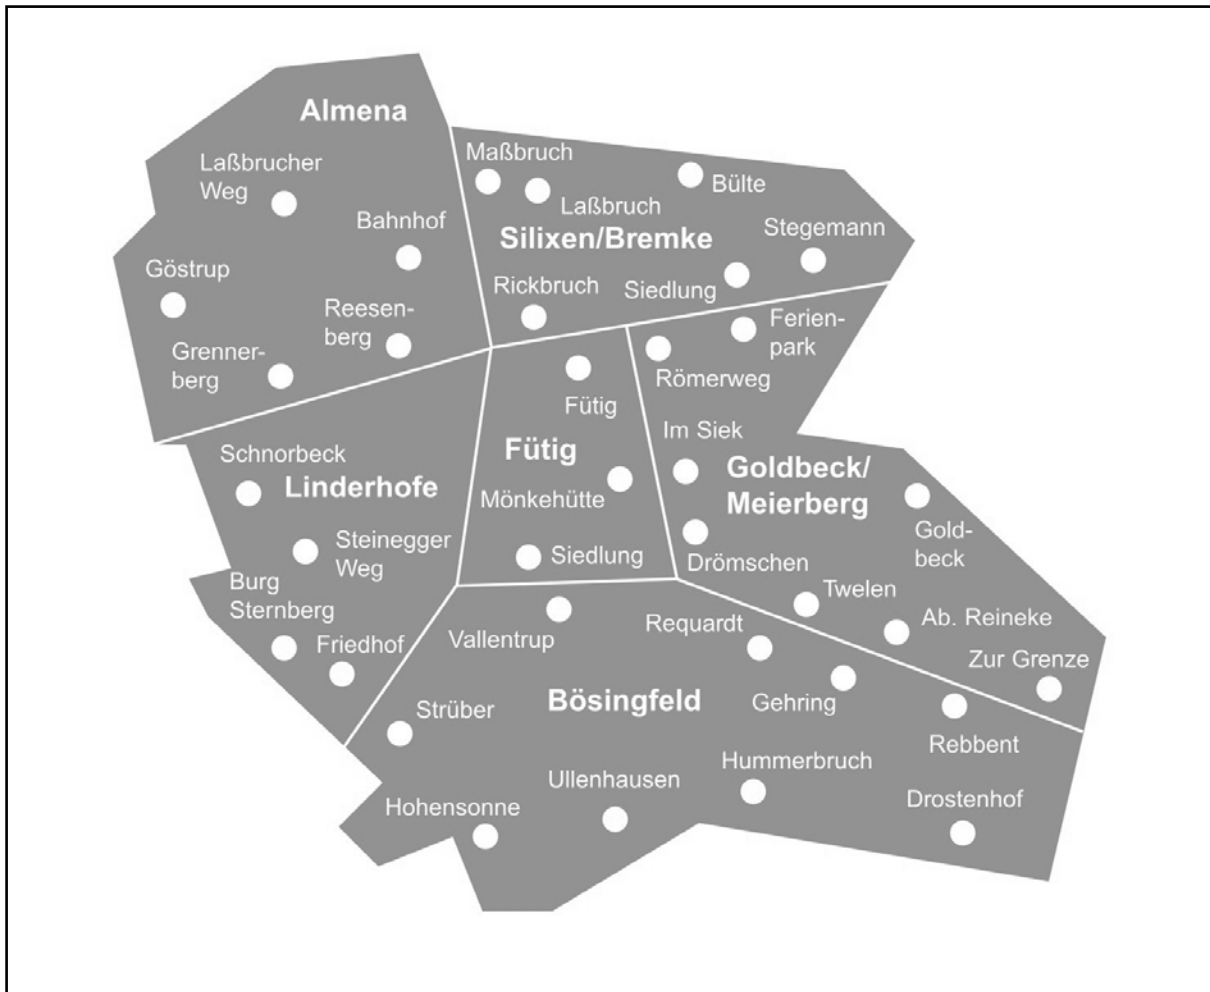 Almena
Laßbrucher
Weg
Bahnhof
Göstrup
Reesen-
berg
Grenner-
berg
Maßbruch
Laßbruch
Bülte
Silixen/Bremke
Stegemann
Rickbruch
Siedlung
Ferien-
park
Römerweg
Fütig
Im Siek
Fütig
Goldbeck/
Meierberg
Mönkehütte
Gold-
beck
Drömschen
Siedlung
Twelen
Ab. Reineke
Zur Grenze
Schnorbeck
Linderhofe
Steinegger
Weg
Burg
Sternberg
Friedhof
Vallentrup
Requardt
Bösingfeld
Gehring
Strüber
Rebbent
Hummerbruch
Ullenhausen
Drostenhof
Hohensonne